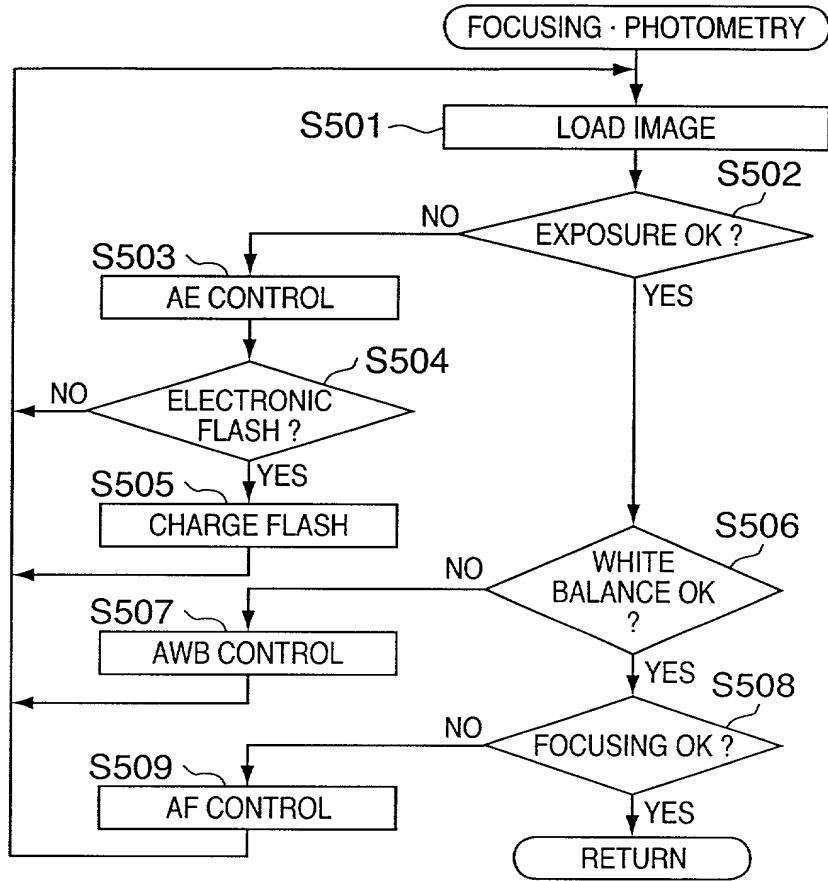 FOCUSING · PHOTOMETRY
S501
LOAD IMAGE
S502
NO
EXPOSURE OK ?
S503
YES
AE CONTROL
S504
NO
ELECTRONIC
FLASH ?
YES
S505
CHARGE FLASH
S506
NO
WHITE
BALANCE OK
?
S507
AWB CONTROL
YES
S508
NO
FOCUSING OK ?
S509
AF CONTROL
YES
RETURN